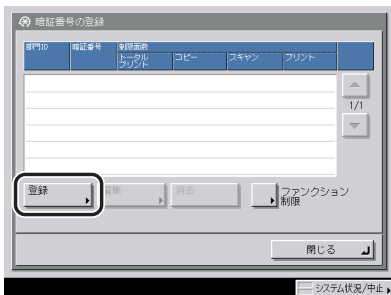 暗証番号の登録
部門ID 暗証番号 制限面数
トータルプリント コピー スキャン プリント
1/1
登録 編集 消去 ファンクション制限
閉じる
システム状況/中止